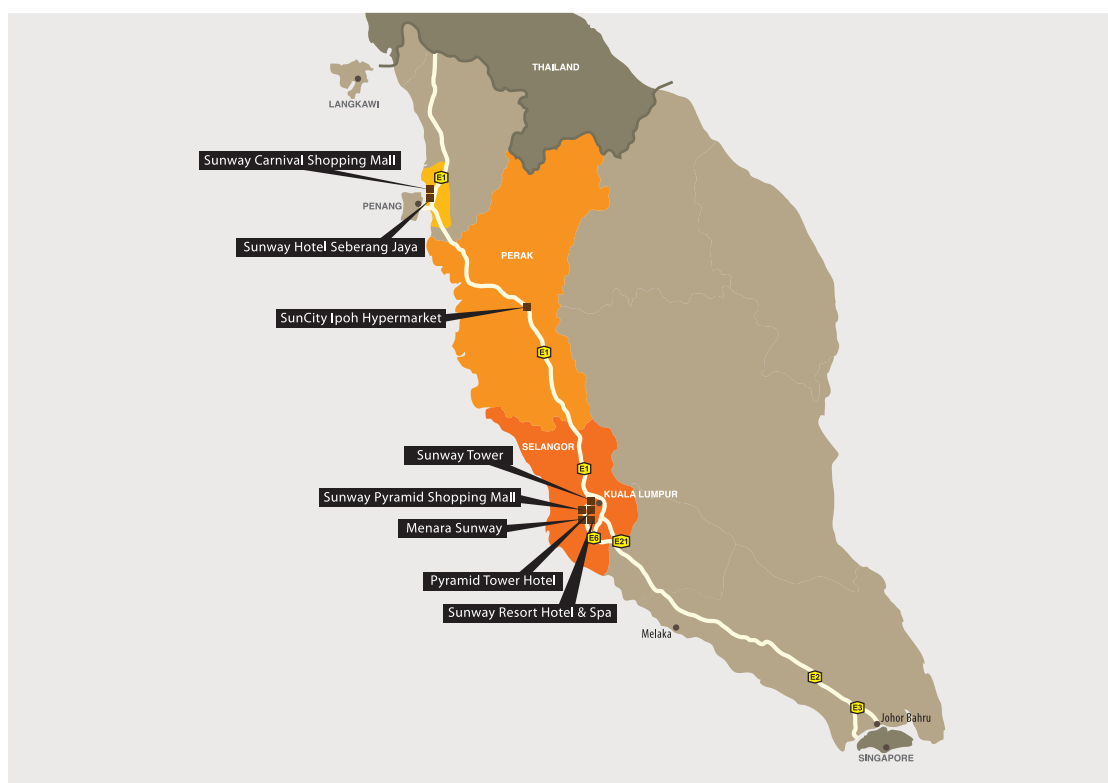 THAILAND
LANGKAWI
Sunway Carnival Shopping Mall
E1
PENANG
Sunway Hotel Seberang Jaya
PERAK
SunCity Ipoh Hypermarket
E1
SELANGOR
Sunway Tower
E1
KUALA LUMPUR
Sunway Pyramid Shopping Mall
Menara Sunway
E6
E21
Pyramid Tower Hotel
Sunway Resort Hotel & Spa
Melaka
E2
E3
Johor Bahru
SINGAPORE